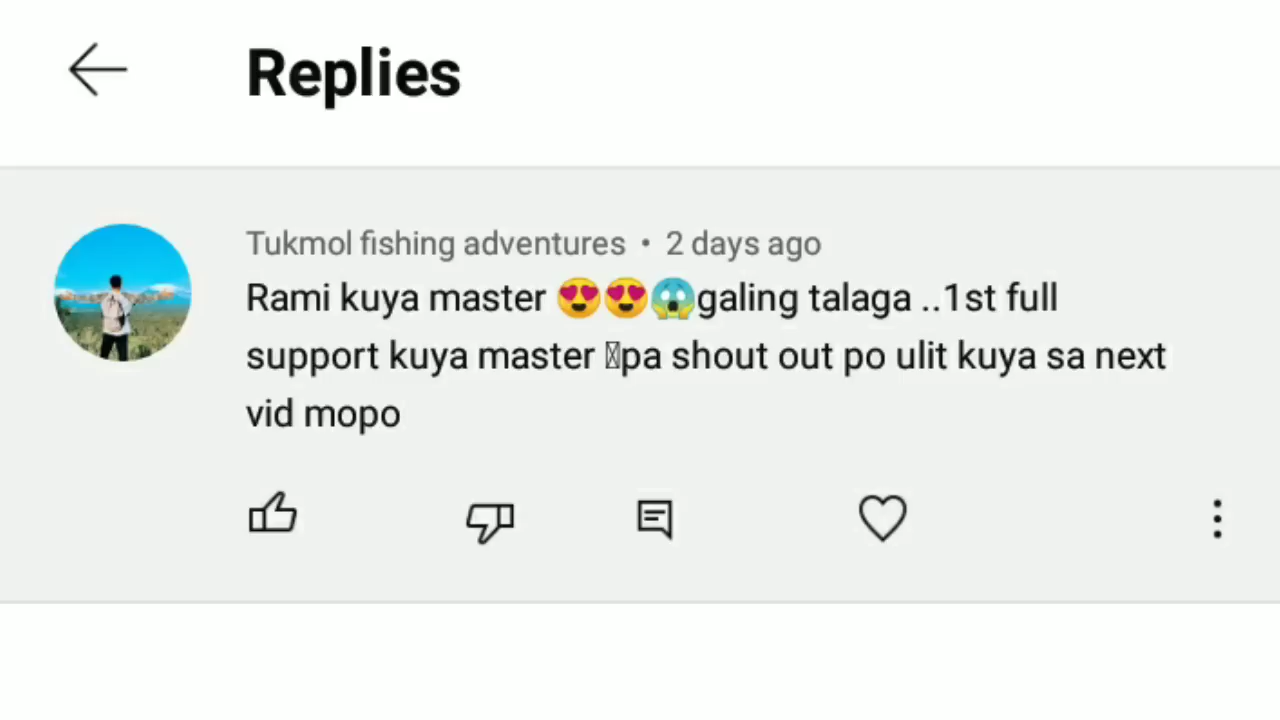 Replies
Tukmol fishing adventures • 2 days ago
Rami kuya master 😍😍😱galing talaga ..1st full
support kuya master pa shout out po ulit kuya sa next
vid mopo